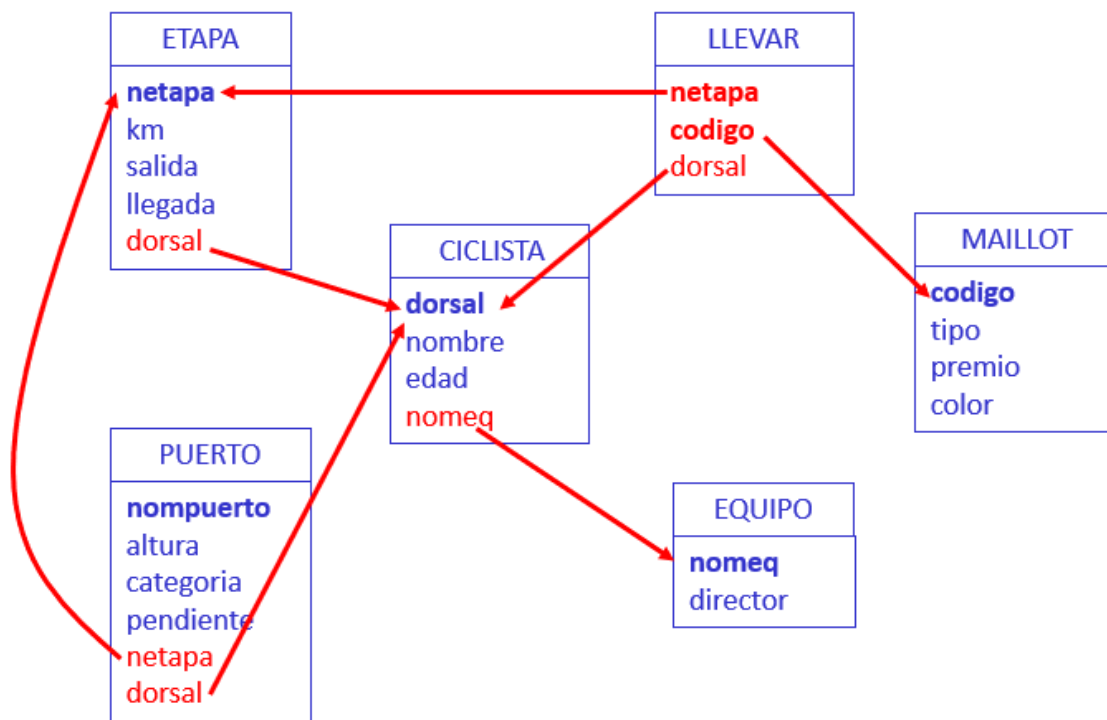 ETAPA
netapa
km
salida
llegada
dorsal
LLEVAR
netapa
codigo
dorsal
CICLISTA
dorsal
nombre
edad
nomeq
MAILLOT
codigo
tipo
premio
color
PUERTO
nompuerto
altura
categoria
pendiente
netapa
dorsal
EQUIPO
nomeq
director